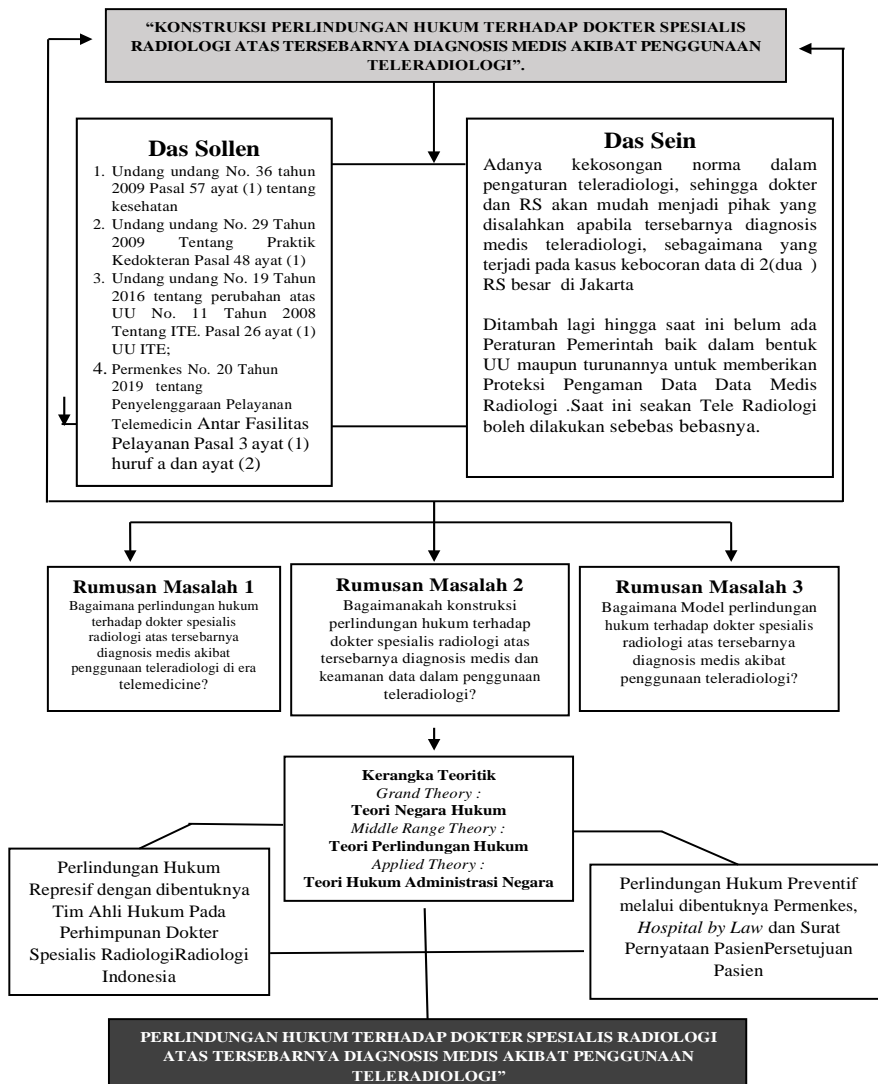 “KONSTRUKSI PERLINDUNGAN HUKUM TERHADAP DOKTER SPESIALIS
RADIOLOGI ATAS TERSEBARNYA DIAGNOSIS MEDIS AKIBAT PENGGUNAAN
TELERADIOLOGI”.
Das Sollen
1. Undang undang No. 36 tahun
2009 Pasal 57 ayat (1) tentang
kesehatan
2. Undang undang No. 29 Tahun
2009 Tentang Praktik
Kedokteran Pasal 48 ayat (1)
3. Undang undang No. 19 Tahun
2016 tentang perubahan atas
UU No. 11 Tahun 2008
Tentang ITE. Pasal 26 ayat (1)
UU ITE;
4. Permenkes No. 20 Tahun
2019 tentang
Penyelenggaraan Pelayanan
Telemedicin Antar Fasilitas
Pelayanan Pasal 3 ayat (1)
huruf a dan ayat (2)
Das Sein
Adanya kekosongan norma dalam
pengaturan teleradiologi, sehingga dokter
dan RS akan mudah menjadi pihak yang
disalahkan apabila tersebarnya diagnosis
medis teleradiologi, sebagaimana yang
terjadi pada kasus kebocoran data di 2(dua )
RS besar di Jakarta
Ditambah lagi hingga saat ini belum ada
Peraturan Pemerintah baik dalam bentuk
UU maupun turunannya untuk memberikan
Proteksi Pengaman Data Data Medis
Radiologi .Saat ini seakan Tele Radiologi
boleh dilakukan sebebas bebasnya.
Rumusan Masalah 1
Bagaimana perlindungan hukum
terhadap dokter spesialis
radiologi atas tersebarnya
diagnosis medis akibat
penggunaan teleradiologi di era
telemedicine?
Rumusan Masalah 2
Bagaimanakah konstruksi
perlindungan hukum terhadap
dokter spesialis radiologi atas
tersebarnya diagnosis medis dan
keamanan data dalam penggunaan
teleradiologi?
Rumusan Masalah 3
Bagaimana Model perlindungan
hukum terhadap dokter spesialis
radiologi atas tersebarnya
diagnosis medis akibat
penggunaan teleradiologi?
Kerangka Teoritik
Grand Theory :
Teori Negara Hukum
Middle Range Theory :
Teori Perlindungan Hukum
Applied Theory :
Teori Hukum Administrasi Negara
Perlindungan Hukum
Represif dengan dibentuknya
Tim Ahli Hukum Pada
Perhimpunan Dokter
Spesialis RadiologiRadiologi
Indonesia
Perlindungan Hukum Preventif
melalui dibentuknya Permenkes,
Hospital by Law dan Surat
Pernyataan PasienPersetujuan
Pasien
PERLINDUNGAN HUKUM TERHADAP DOKTER SPESIALIS RADIOLOGI
ATAS TERSEBARNYA DIAGNOSIS MEDIS AKIBAT PENGGUNAAN
TELERADIOLOGI”